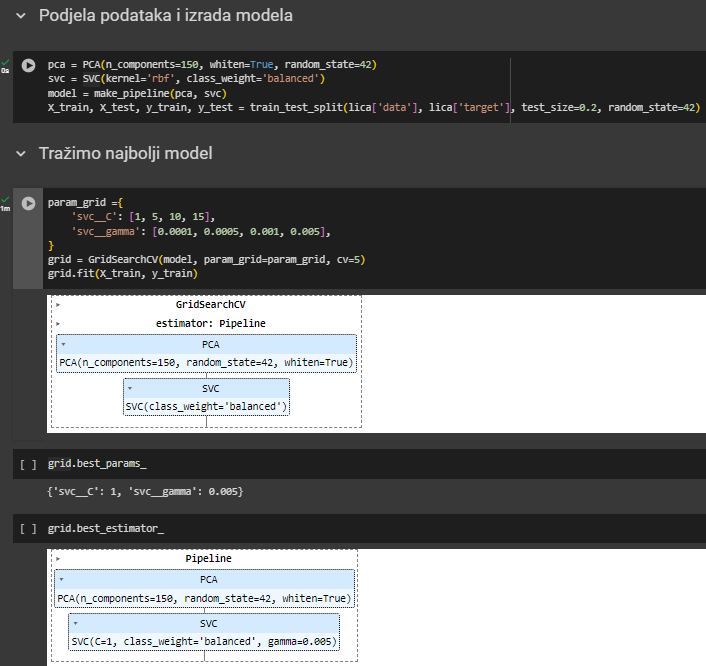 Podjela podataka i izrada modela
0s
pca = PCA(n_components=150, whiten=True, random_state=42)
svc = SVC(kernel='rbf', class_weight='balanced')
model = make_pipeline(pca, svc)
X_train, X_test, y_train, y_test = train_test_split(lica['data'], lica['target'], test_size=0.2, random_state=42)
Tražimo najbolji model
1m
param_grid ={
'svc__C': [1, 5, 10, 15],
'svc__gamma': [0.0001, 0.0005, 0.001, 0.005],
}
grid = GridSearchCV(model, param_grid=param_grid, cv=5)
grid.fit(X_train, y_train)
GridSearchCV
estimator: Pipeline
PCA
PCA(n_components=150, random_state=42, whiten=True)
SVC
SVC(class_weight='balanced')
[ ] grid.best_params_
{'svc__C': 1, 'svc__gamma': 0.005}
[ ] grid.best_estimator_
Pipeline
PCA
PCA(n_components=150, random_state=42, whiten=True)
SVC
SVC(C=1, class_weight='balanced', gamma=0.005)